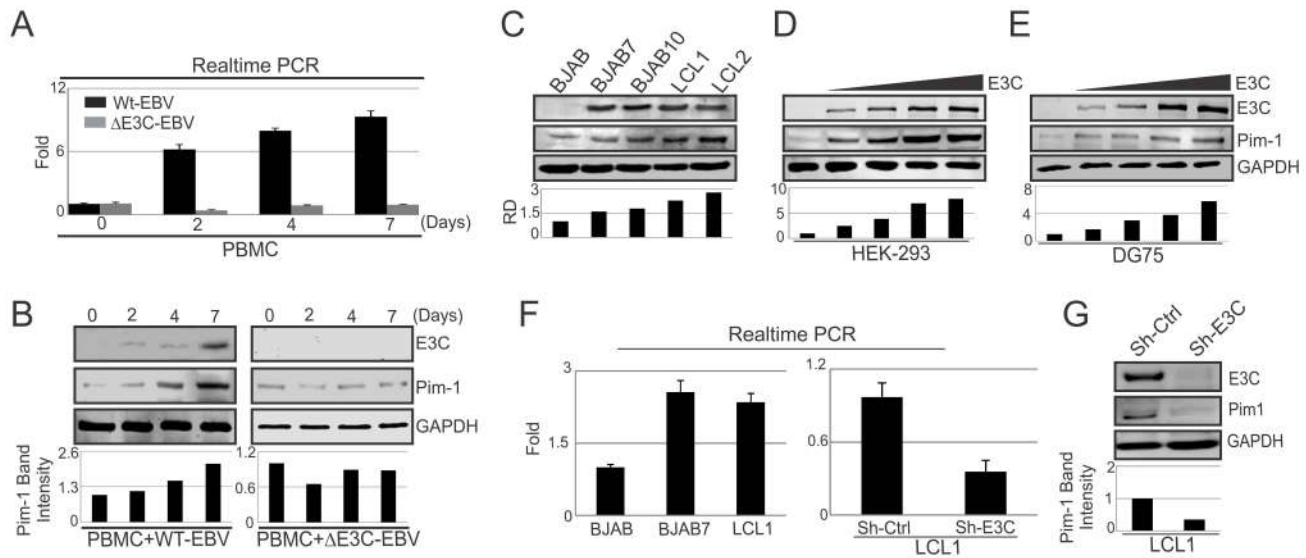 A
Realtime PCR
12
6
0
Fold
Wt-EBV
ΔE3C-EBV
0 2 4 7 (Days)
PBMC
B
0 2 4 7 0 2 4 7 (Days)
E3C
Pim-1
GAPDH
Pim-1 Band
Intensity
2.6
1.3
0
1.2
0.6
0
PBMC+WT-EBV PBMC+ΔE3C-EBV
C
BJAB BJAB7 BJAB10 LCL1 LCL2
RD
3
1.5
0
D
E3C
10
5
0
HEK-293
E
E3C
E3C
Pim-1
GAPDH
8
4
0
DG75
F
Realtime PCR
Fold
3
1.5
0
BJAB BJAB7 LCL1
1.2
0.6
0
Sh-Ctrl Sh-E3C
LCL1
G
Sh-Ctrl Sh-E3C
E3C
Pim1
GAPDH
Pim-1 Band
Intensity
2
1
0
LCL1